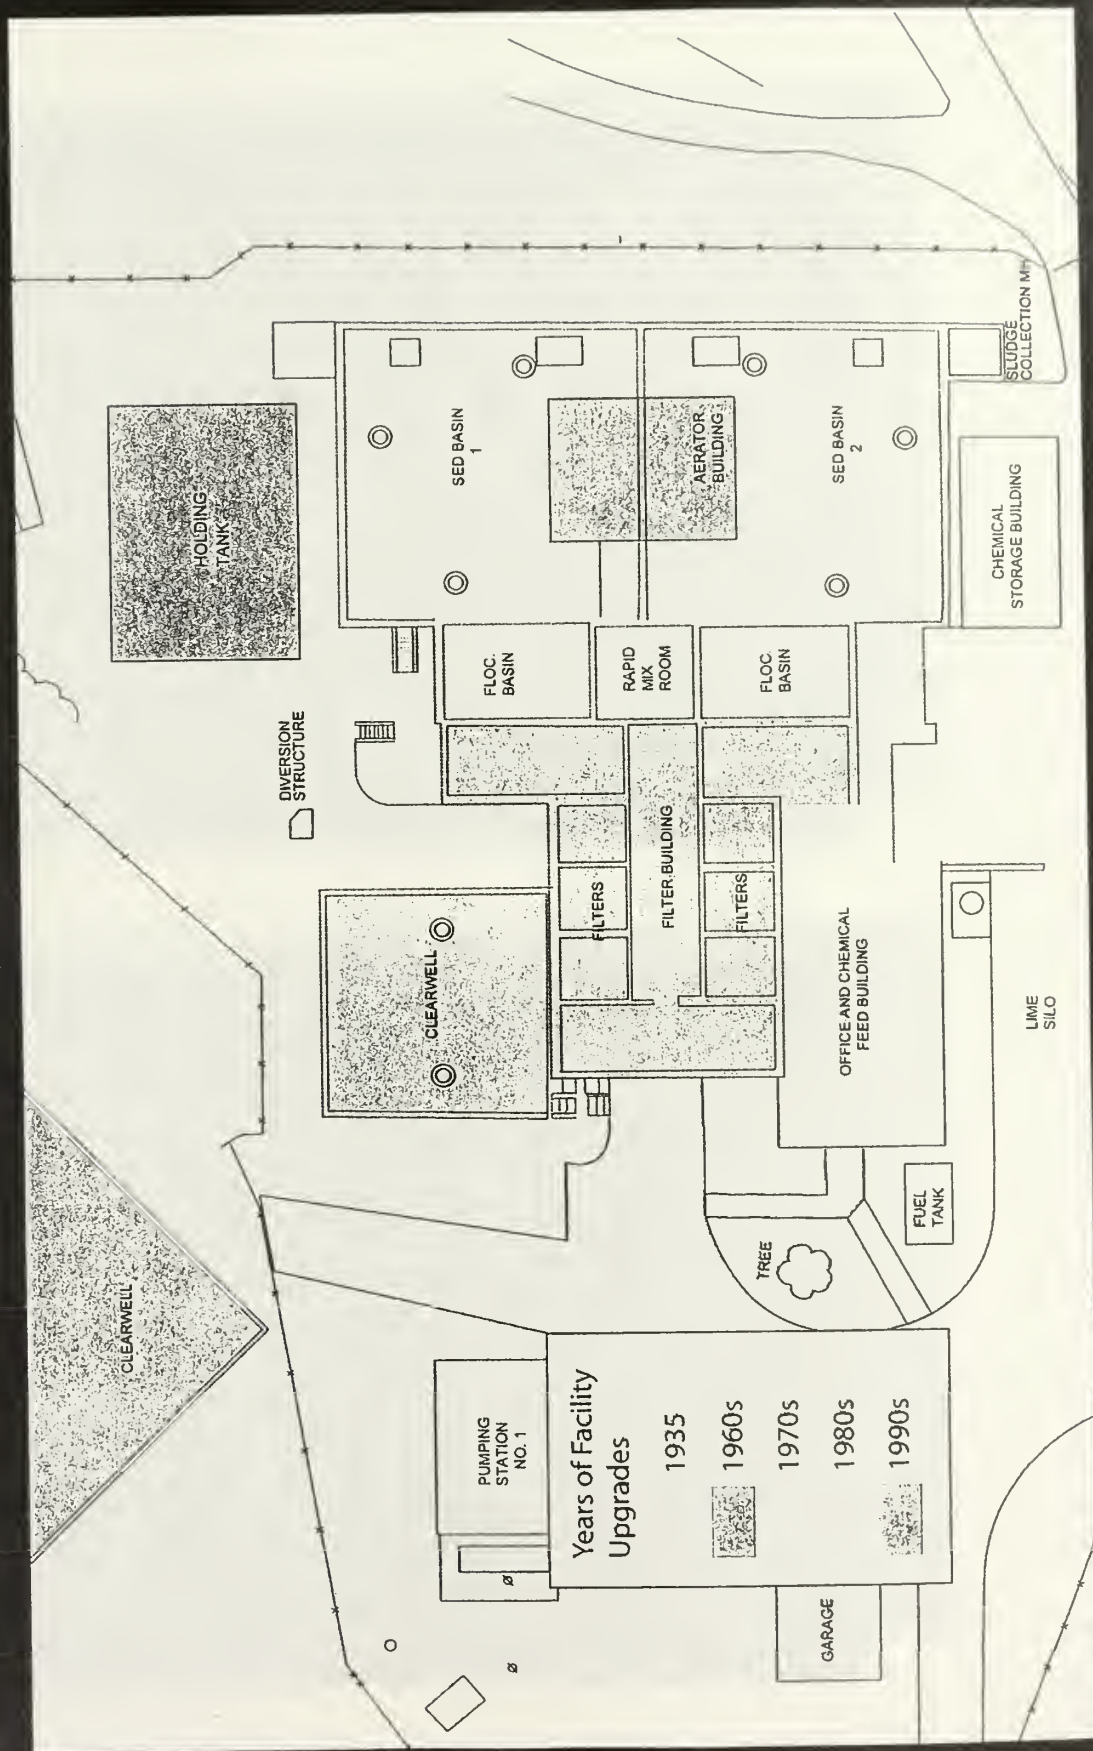 SLUDGE
COLLECTION MH
HOLDING
TANK
SED BASIN
1
AERATOR
BUILDING
SED BASIN
2
CHEMICAL
STORAGE BUILDING
FLOC.
BASIN
RAPID
MIX
ROOM
FLOC.
BASIN
DIVERSION
STRUCTURE
CLEARWELL
FILTERS
FILTER BUILDING
FILTERS
OFFICE AND CHEMICAL
FEED BUILDING
LIME
SILO
CLEARWELL
TREE
FUEL
TANK
PUMPING
STATION
NO. 1
Years of Facility
Upgrades
1935
1960s
1970s
1980s
1990s
GARAGE